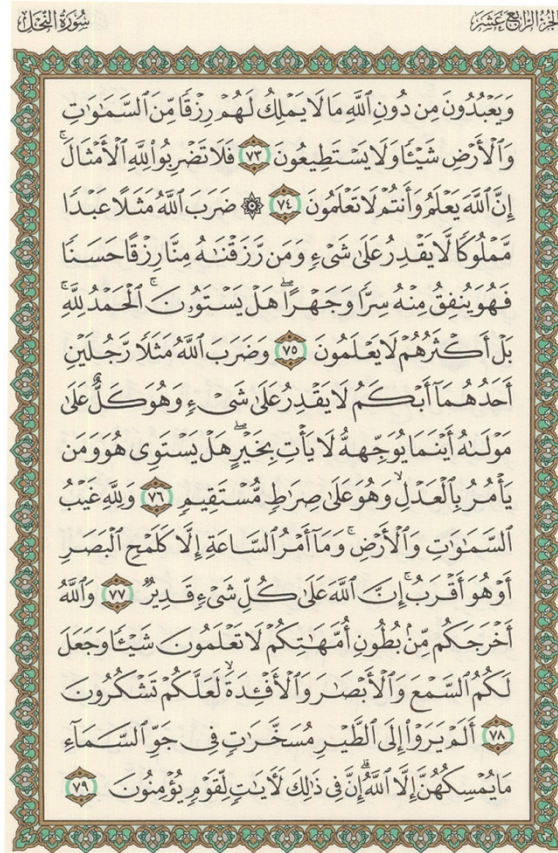 الجزء الرابع عشر
سورة النحل
وَيَعْبُدُونَ مِن دُونِ ٱللَّهِ مَا لَا يَمْلِكُ لَهُمْ رِزْقًا مِّنَ ٱلسَّمَٰوَٰتِ
وَٱلْأَرْضِ شَيْـًٔا وَلَا يَسْتَطِيعُونَ ٧٣ فَلَا تَضْرِبُوا۟ لِلَّهِ ٱلْأَمْثَالَ ۚ
إِنَّ ٱللَّهَ يَعْلَمُ وَأَنتُمْ لَا تَعْلَمُونَ ٧٤ ۞ ضَرَبَ ٱللَّهُ مَثَلًا عَبْدًا
مَّمْلُوكًا لَّا يَقْدِرُ عَلَىٰ شَىْءٍ وَمَن رَّزَقْنَٰهُ مِنَّا رِزْقًا حَسَنًا
فَهُوَ يُنفِقُ مِنْهُ سِرًّا وَجَهْرًا ۖ هَلْ يَسْتَوُۥنَ ۚ ٱلْحَمْدُ لِلَّهِ ۚ
بَلْ أَكْثَرُهُمْ لَا يَعْلَمُونَ ٧٥ وَضَرَبَ ٱللَّهُ مَثَلًا رَّجُلَيْنِ
أَحَدُهُمَآ أَبْكَمُ لَا يَقْدِرُ عَلَىٰ شَىْءٍ وَهُوَ كَلٌّ عَلَىٰ
مَوْلَىٰهُ أَيْنَمَا يُوَجِّههُّ لَا يَأْتِ بِخَيْرٍ ۖ هَلْ يَسْتَوِى هُوَ وَمَن
يَأْمُرُ بِٱلْعَدْلِ ۙ وَهُوَ عَلَىٰ صِرَٰطٍ مُّسْتَقِيمٍ ٧٦ وَلِلَّهِ غَيْبُ
ٱلسَّمَٰوَٰتِ وَٱلْأَرْضِ ۚ وَمَآ أَمْرُ ٱلسَّاعَةِ إِلَّا كَلَمْحِ ٱلْبَصَرِ
أَوْ هُوَ أَقْرَبُ ۚ إِنَّ ٱللَّهَ عَلَىٰ كُلِّ شَىْءٍ قَدِيرٌ ٧٧ وَٱللَّهُ
أَخْرَجَكُم مِّنۢ بُطُونِ أُمَّهَٰتِكُمْ لَا تَعْلَمُونَ شَيْـًٔا وَجَعَلَ
لَكُمُ ٱلسَّمْعَ وَٱلْأَبْصَٰرَ وَٱلْأَفْـِٔدَةَ ۙ لَعَلَّكُمْ تَشْكُرُونَ
٧٨ أَلَمْ يَرَوْا۟ إِلَى ٱلطَّيْرِ مُسَخَّرَٰتٍ فِى جَوِّ ٱلسَّمَآءِ
مَا يُمْسِكُهُنَّ إِلَّا ٱللَّهُ ۗ إِنَّ فِى ذَٰلِكَ لَـَٔايَٰتٍ لِّقَوْمٍ يُؤْمِنُونَ ٧٩